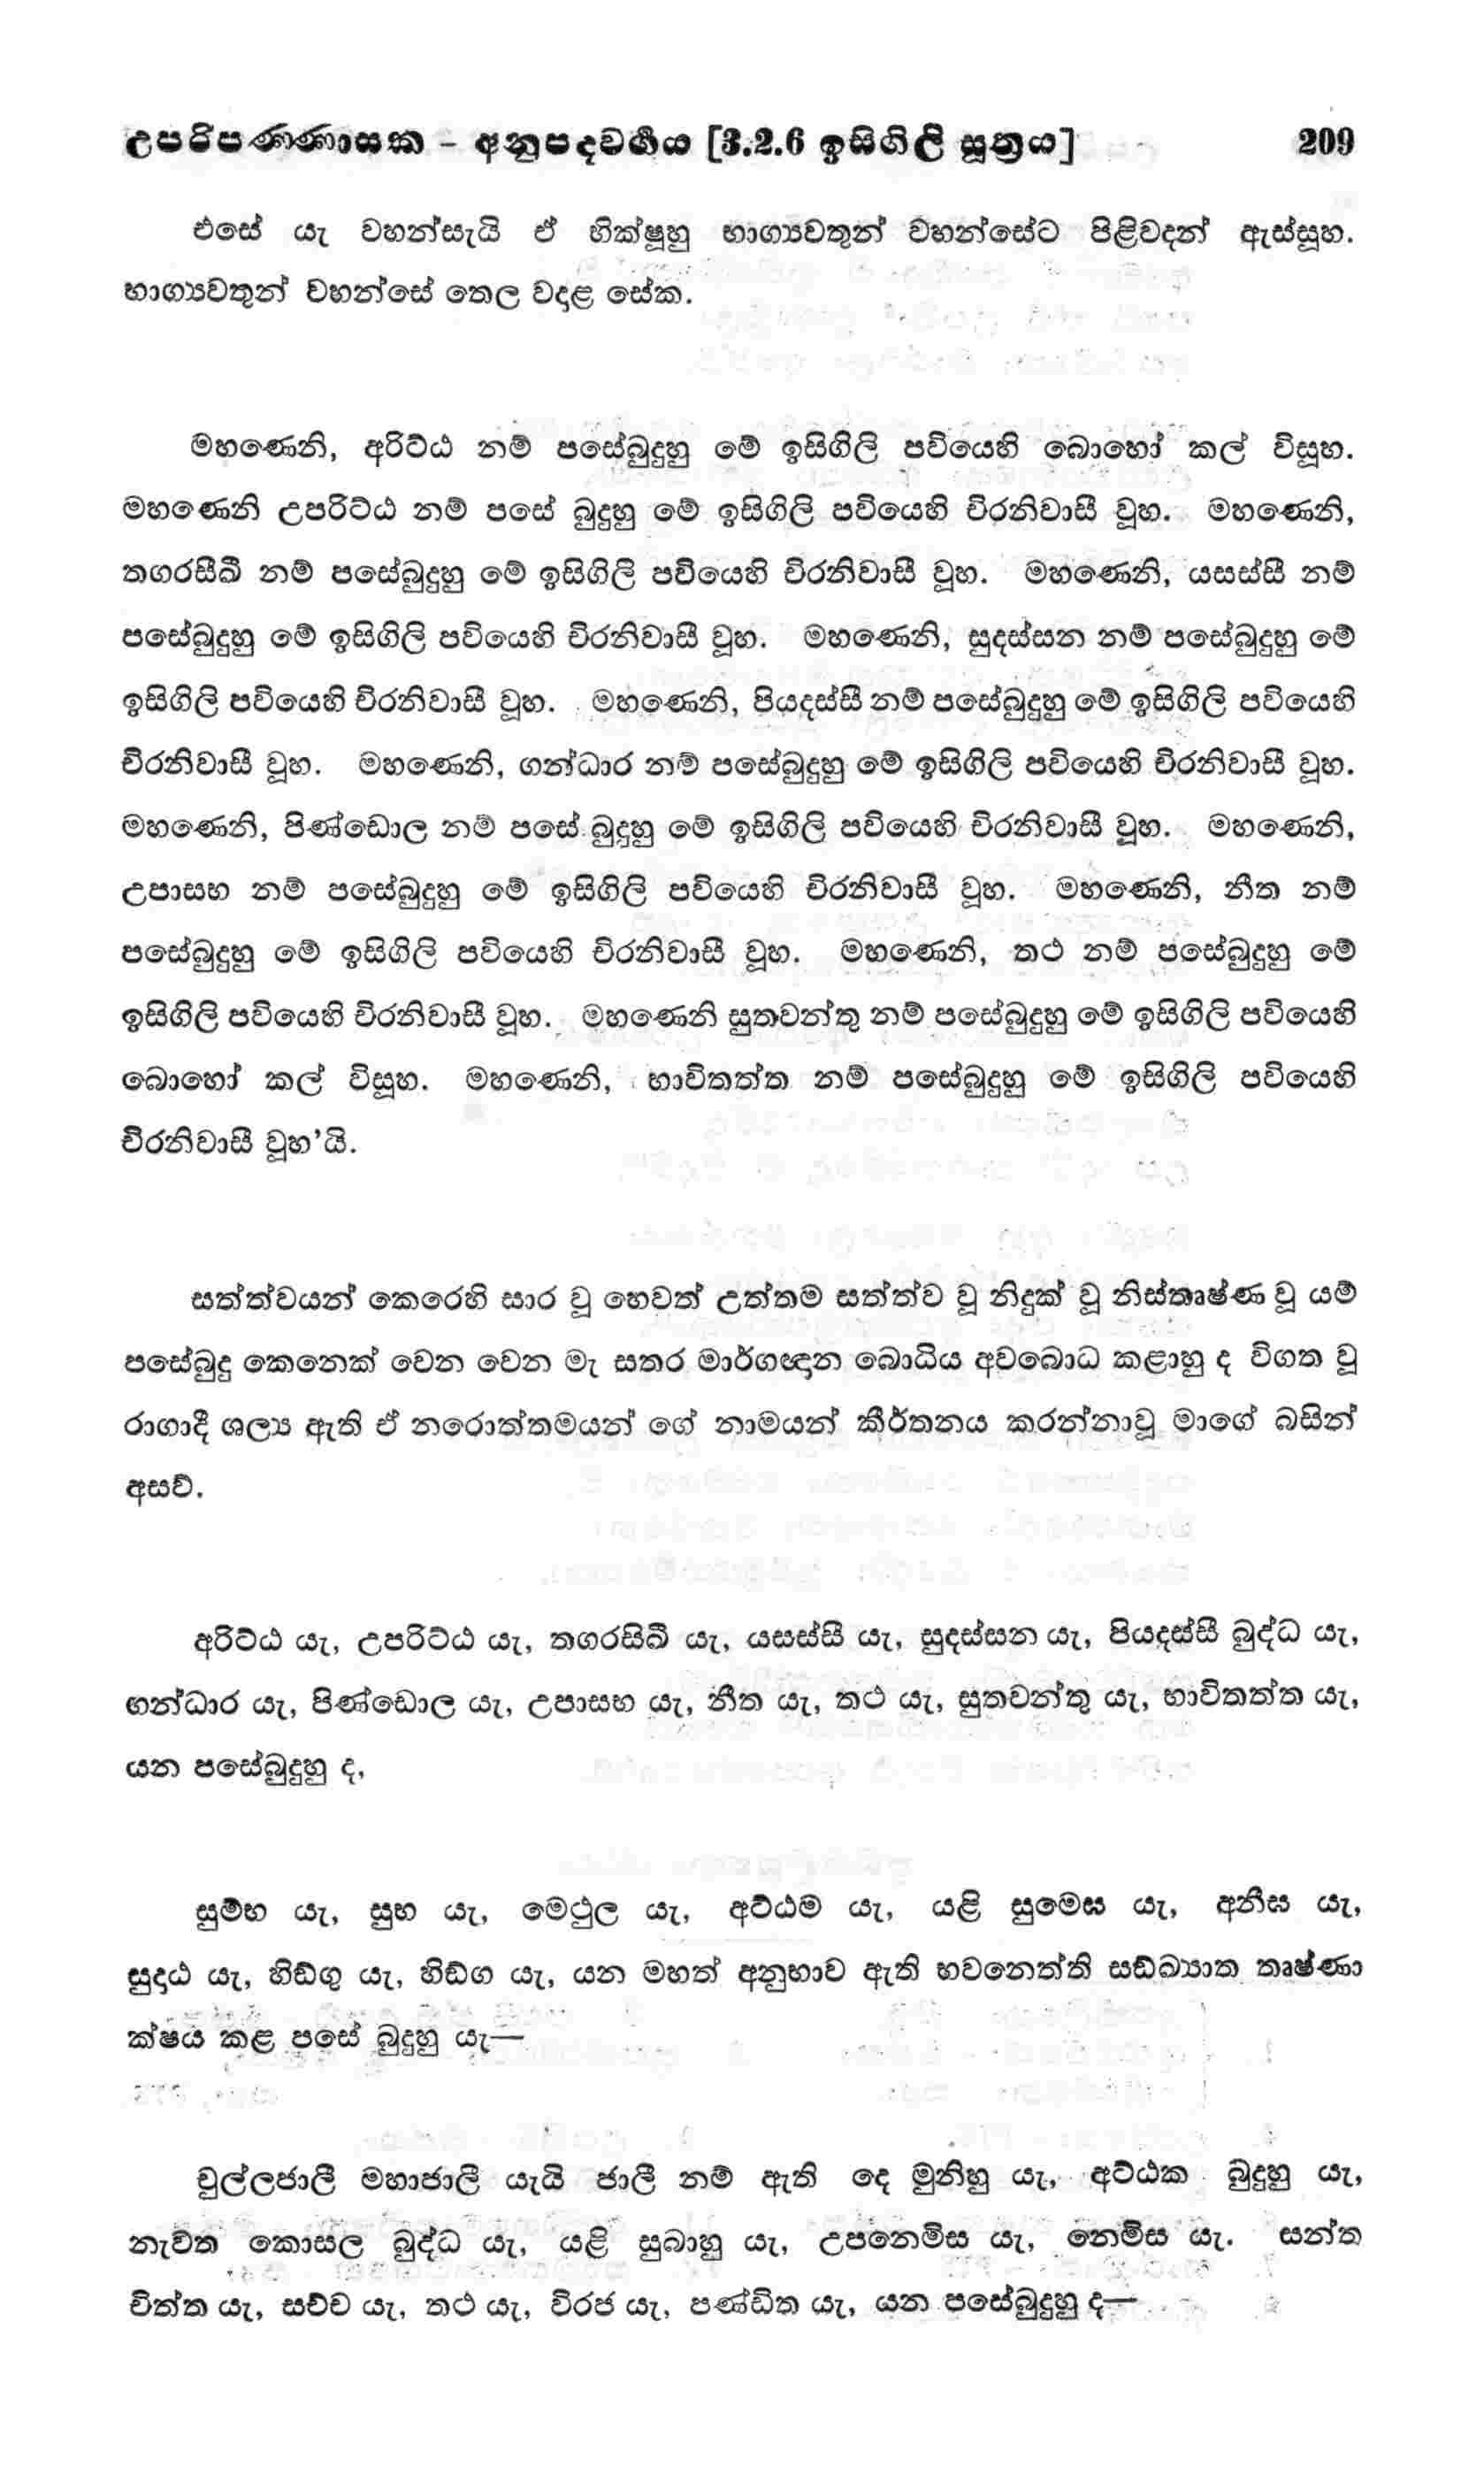 උපරිපණ්ණාසක - අනුපදවර්‍ගය [3.2.6 ඉසිගිලි සූත්‍රය] 209
එසේ යැ වහන්සැයි ඒ භික්ෂූහු භාග්‍යවතුන් වහන්සේට පිළිවදන් ඇස්සූහ.
භාග්‍යවතුන් වහන්සේ තෙල වදාළ සේක.
මහණෙනි, අරිට්ඨ නම් පසේබුදුහු මේ ඉසිගිලි පව්යෙහි බොහෝ කල් විසූහ.
මහණෙනි උපරිට්ඨ නම් පසේ බුදුහු මේ ඉසිගිලි පව්යෙහි චිරනිවාසී වූහ. මහණෙනි,
තගරසිඛී නම් පසේබුදුහු මේ ඉසිගිලි පව්යෙහි චිරනිවාසී වූහ. මහණෙනි, යසස්සී නම්
පසේබුදුහු මේ ඉසිගිලි පව්යෙහි චිරනිවාසී වූහ. මහණෙනි, සුදස්සන නම් පසේබුදුහු මේ
ඉසිගිලි පව්යෙහි චිරනිවාසී වූහ. මහණෙනි, පියදස්සී නම් පසේබුදුහු මේ ඉසිගිලි පව්යෙහි
චිරනිවාසී වූහ. මහණෙනි, ගන්ධාර නම් පසේබුදුහු මේ ඉසිගිලි පව්යෙහි චිරනිවාසී වූහ.
මහණෙනි, පිණ්ඩොල නම් පසේ බුදුහු මේ ඉසිගිලි පව්යෙහි චිරනිවාසී වූහ. මහණෙනි,
උපාසභ නම් පසේබුදුහු මේ ඉසිගිලි පව්යෙහි චිරනිවාසී වූහ. මහණෙනි, නීත නම්
පසේබුදුහු මේ ඉසිගිලි පව්යෙහි චිරනිවාසී වූහ. මහණෙනි, තථ නම් පසේබුදුහු මේ
ඉසිගිලි පව්යෙහි චිරනිවාසී වූහ. මහණෙනි සුතවන්තු නම් පසේබුදුහු මේ ඉසිගිලි පව්යෙහි
බොහෝ කල් විසූහ. මහණෙනි, භාවිතත්ත නම් පසේබුදුහු මේ ඉසිගිලි පව්යෙහි
චිරනිවාසී වූහ’යි.
සත්ත්වයන් කෙරෙහි සාර වූ හෙවත් උත්තම සත්ත්ව වූ නිදුක් වූ නිස්තෘෂ්ණ වූ යම්
පසේබුදු කෙනෙක් වෙන වෙන මැ සතර මාර්ගඥාන බොධිය අවබොධ කළාහු ද විගත වූ
රාගාදී ශල්‍ය ඇති ඒ නරොත්තමයන් ගේ නාමයන් කීර්තනය කරන්නාවූ මාගේ බසින්
අසව්.
අරිට්ඨ යැ, උපරිට්ඨ යැ, තගරසිඛී යැ, යසස්සී යැ, සුදස්සන යැ, පියදස්සී බුද්ධ යැ,
ගන්ධාර යැ, පිණ්ඩොල යැ, උපාසභ යැ, නීත යැ, තථ යැ, සුතවන්තු යැ, භාවිතත්ත යැ,
යන පසේබුදුහු ද,
සුම්භ යැ, සුභ යැ, මෙථුල යැ, අට්ඨම යැ, යළි සුමෙඝ යැ, අනීඝ යැ,
සුදාඨ යැ, හිඞ්ගු යැ, හිඞ්ග යැ, යන මහත් අනුභාව ඇති භවනෙත්ති සඞ්ඛ්‍යාත තෘෂ්ණා
ක්ෂය කළ පසේ බුදුහු යැ—
චුල්ලජාලී මහාජාලී යැයි ජාලී නම් ඇති දෙ මුනිහු යැ, අට්ඨක බුදුහු යැ,
නැවත කොසල බුද්ධ යැ, යළි සුබාහු යැ, උපනෙමිස යැ, නෙමිස යැ. සන්ත
චිත්ත යැ, සච්ච යැ, තථ යැ, විරජ යැ, පණ්ඩිත යැ, යන පසේබුදුහු ද—